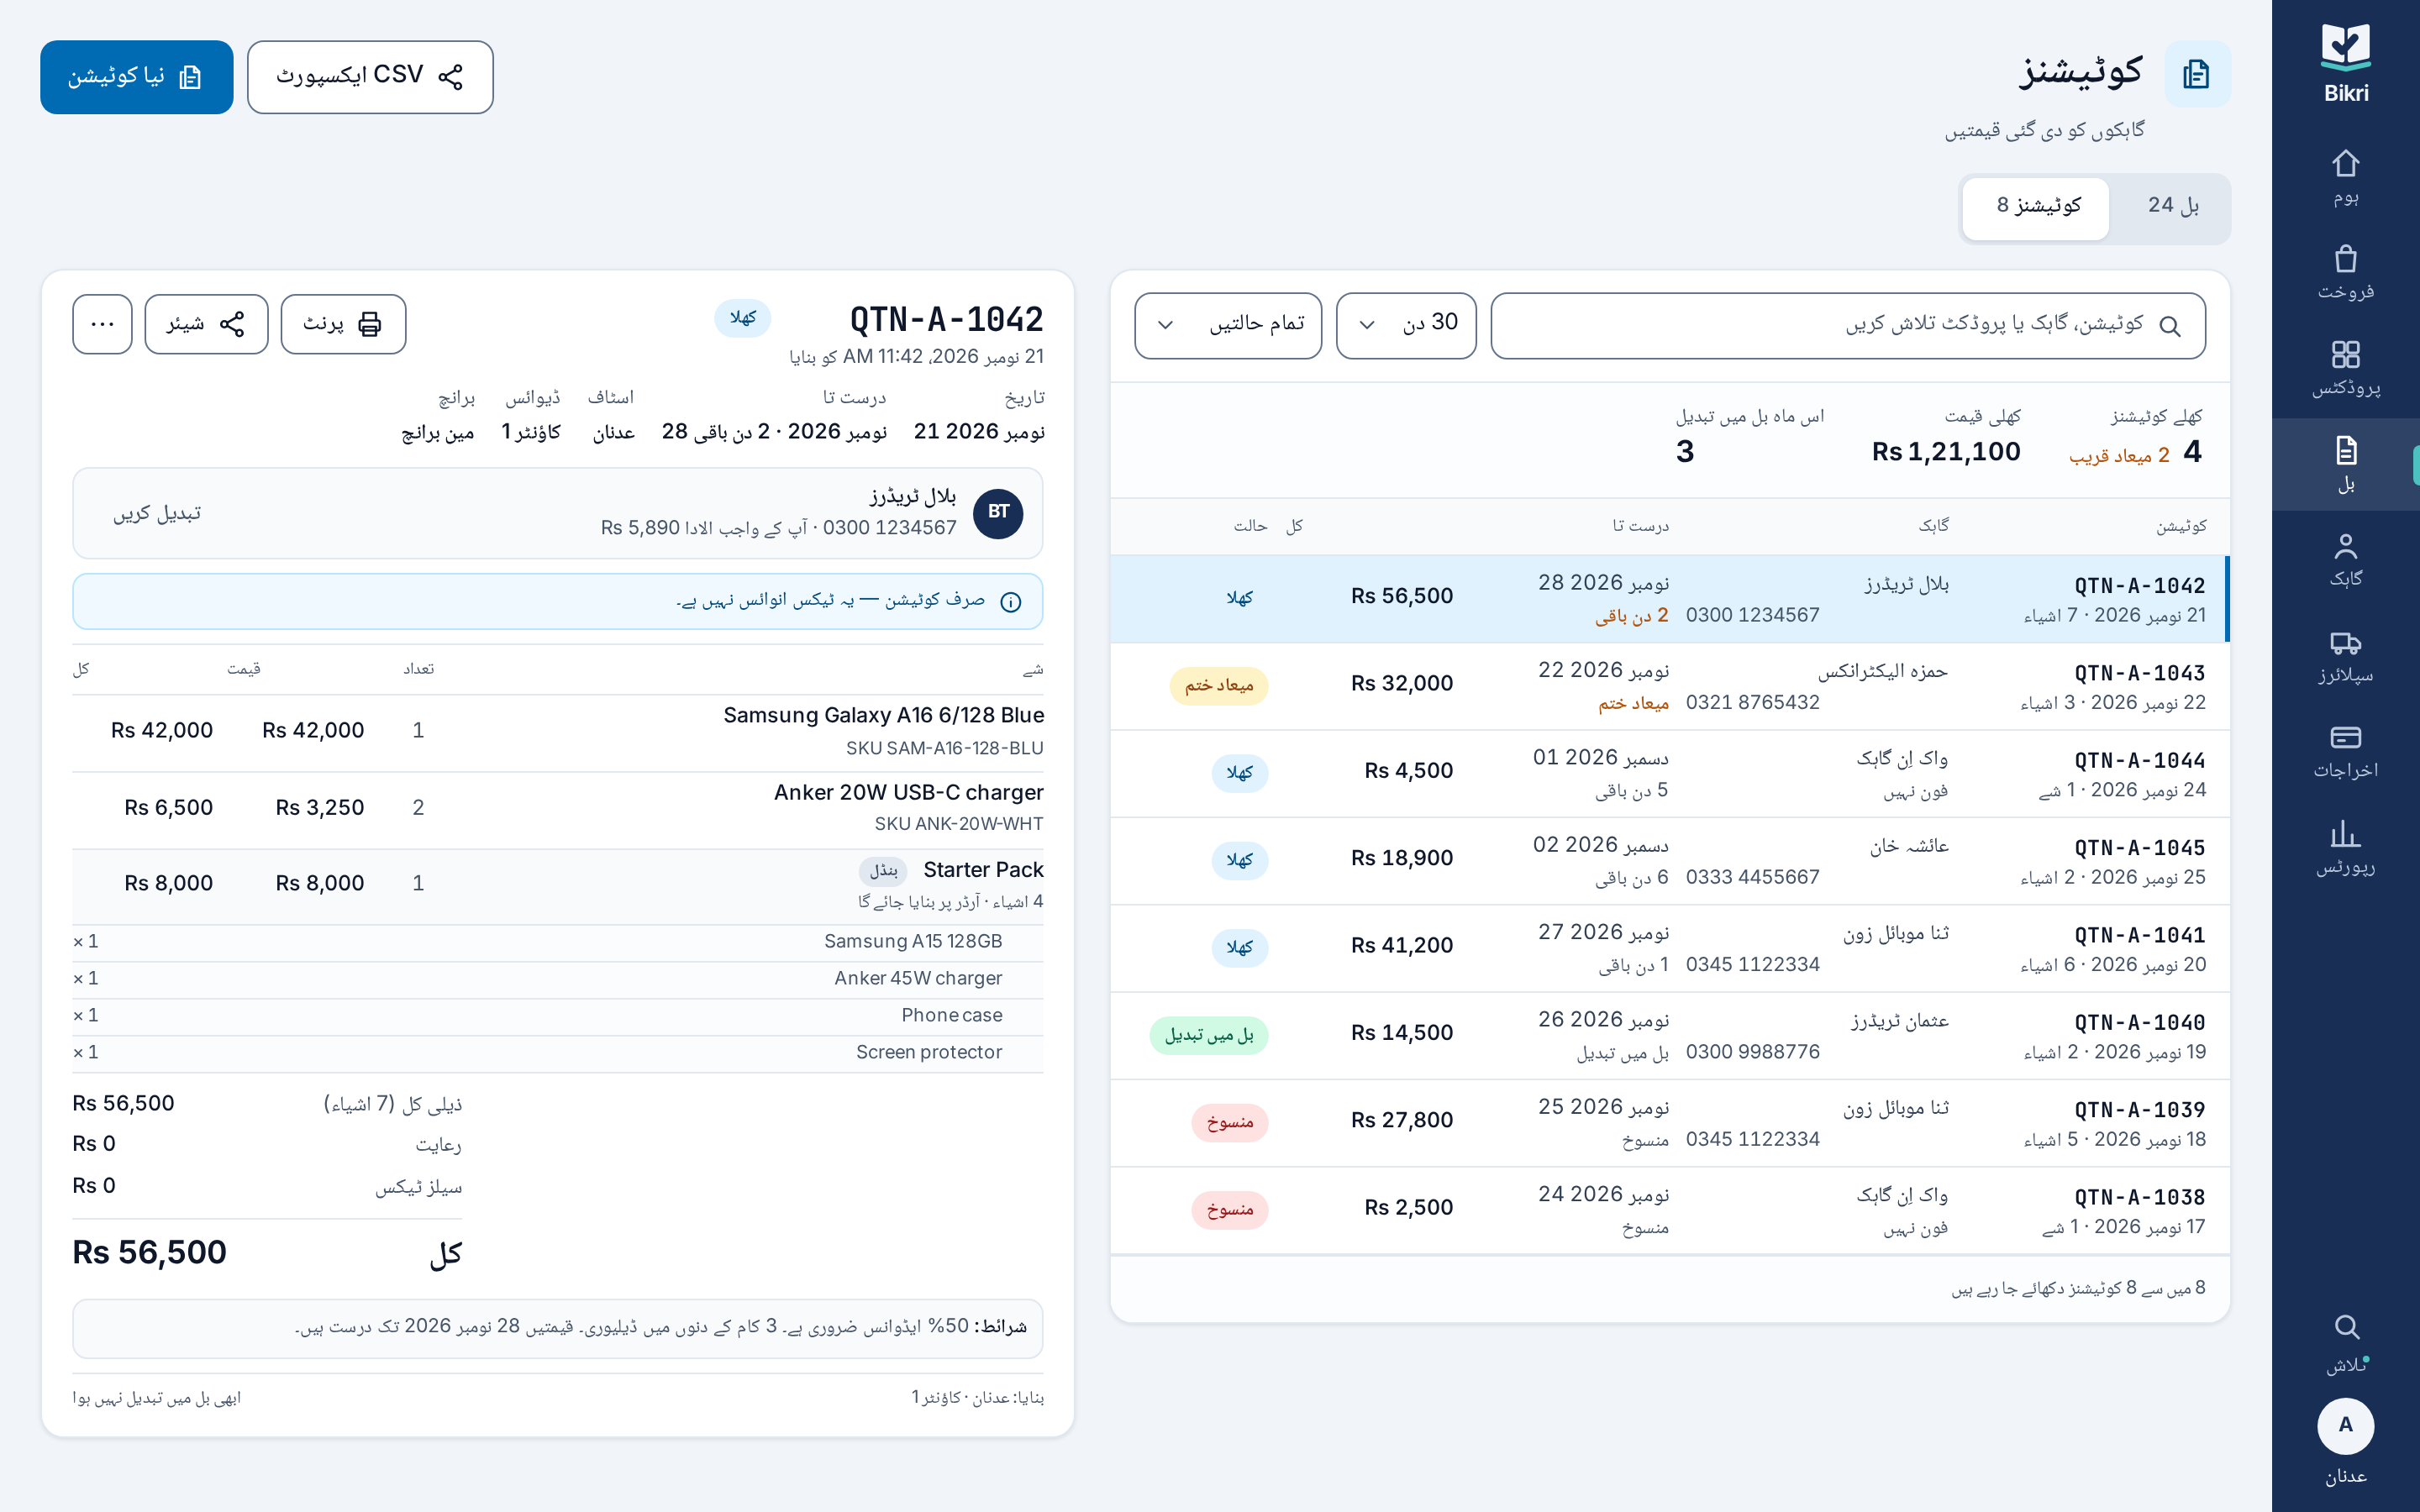 Bikri
ہوم
فروخت
پروڈکٹس
بل
گاہک
سپلائرز
اخراجات
رپورٹس
تلاش
A
عدنان
کوٹیشنز
گاہکوں کو دی گئی قیمتیں
CSV ایکسپورٹ
نیا کوٹیشن
بل 24
کوٹیشنز 8
کوٹیشن، گاہک یا پروڈکٹ تلاش کریں
30 دن
تمام حالتیں
کھلے کوٹیشنز
4 2 میعاد قریب
کھلی قیمت
Rs 1,21,100
اس ماہ بل میں تبدیل
3
کوٹیشن گاہک درست تا کل حالت
QTN-A-1042 بلال ٹریڈرز 28 نومبر 2026 Rs 56,500 کھلا
21 نومبر 2026 · 7 اشیاء 0300 1234567 2 دن باقی
QTN-A-1043 حمزہ الیکٹرانکس 22 نومبر 2026 Rs 32,000 میعاد ختم
22 نومبر 2026 · 3 اشیاء 0321 8765432 میعاد ختم
QTN-A-1044 واک اِن گاہک 01 دسمبر 2026 Rs 4,500 کھلا
24 نومبر 2026 · 1 شے فون نہیں 5 دن باقی
QTN-A-1045 عائشہ خان 02 دسمبر 2026 Rs 18,900 کھلا
25 نومبر 2026 · 2 اشیاء 0333 4455667 6 دن باقی
QTN-A-1041 ثنا موبائل زون 27 نومبر 2026 Rs 41,200 کھلا
20 نومبر 2026 · 6 اشیاء 0345 1122334 1 دن باقی
QTN-A-1040 عثمان ٹریڈرز 26 نومبر 2026 Rs 14,500 بل میں تبدیل
19 نومبر 2026 · 2 اشیاء 0300 9988776 بل میں تبدیل
QTN-A-1039 ثنا موبائل زون 25 نومبر 2026 Rs 27,800 منسوخ
18 نومبر 2026 · 5 اشیاء 0345 1122334 منسوخ
QTN-A-1038 واک اِن گاہک 24 نومبر 2026 Rs 2,500 منسوخ
17 نومبر 2026 · 1 شے فون نہیں منسوخ
8 میں سے 8 کوٹیشنز دکھائے جا رہے ہیں
QTN-A-1042 کھلا
21 نومبر 2026، 11:42 AM کو بنایا
پرنٹ
شیئر
تاریخ درست تا اسٹاف ڈیوائس برانچ
21 نومبر 2026 28 نومبر 2026 · 2 دن باقی عدنان کاؤنٹر 1 مین برانچ
BT
بلال ٹریڈرز
0300 1234567 · آپ کے واجب الادا Rs 5,890
تبدیل کریں
صرف کوٹیشن — یہ ٹیکس انوائس نہیں ہے۔
شے تعداد قیمت کل
Samsung Galaxy A16 6/128 Blue 1 Rs 42,000 Rs 42,000
SKU SAM-A16-128-BLU
Anker 20W USB-C charger 2 Rs 3,250 Rs 6,500
SKU ANK-20W-WHT
Starter Pack بنڈل 1 Rs 8,000 Rs 8,000
4 اشیاء · آرڈر پر بنایا جائے گا
Samsung A15 128GB × 1
Anker 45W charger × 1
Phone case × 1
Screen protector × 1
ذیلی کل (7 اشیاء) Rs 56,500
رعایت Rs 0
سیلز ٹیکس Rs 0
کل Rs 56,500
شرائط: 50% ایڈوانس ضروری ہے۔ 3 کام کے دنوں میں ڈیلیوری۔ قیمتیں 28 نومبر 2026 تک درست ہیں۔
بنایا: عدنان · کاؤنٹر 1 ابھی بل میں تبدیل نہیں ہوا